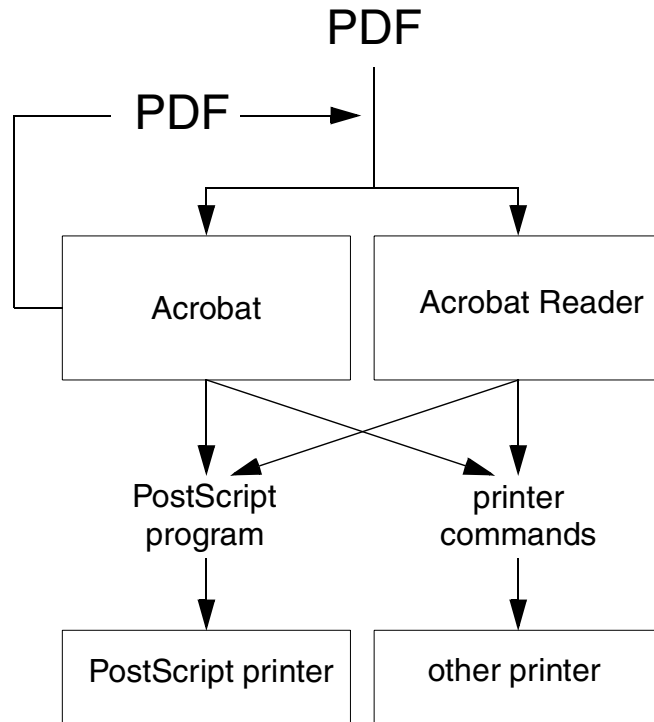 PDF
PDF
Acrobat
Acrobat Reader
PostScript
program
printer
commands
PostScript printer
other printer